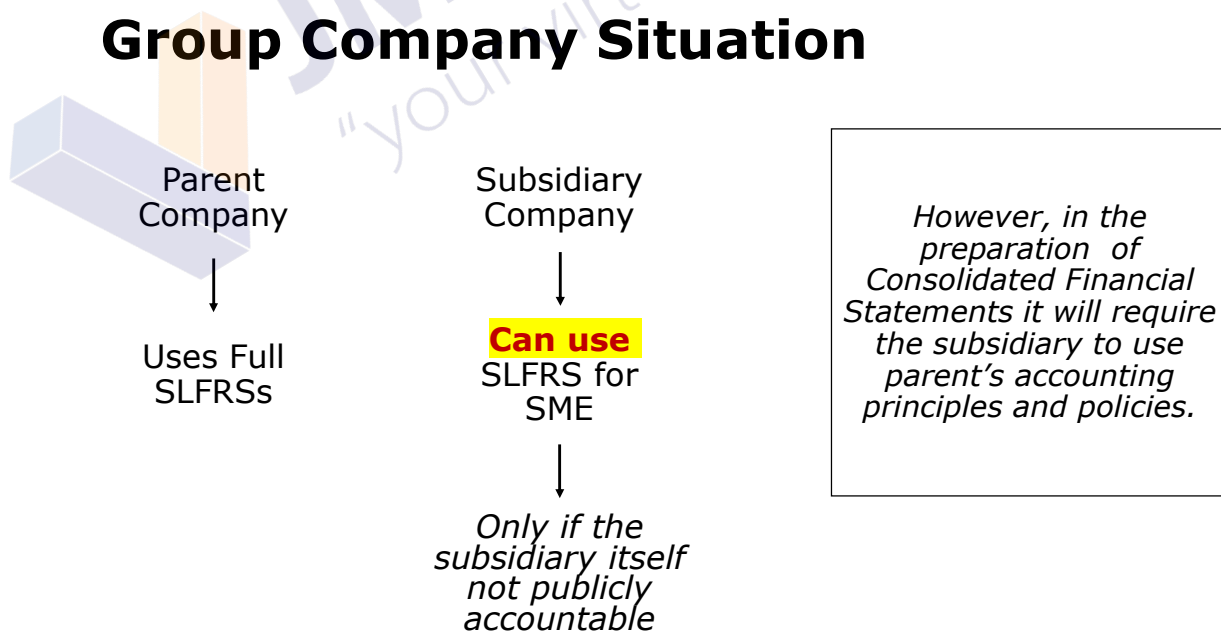 Group Company Situation
"your virt
Parent
Company
Uses Full
SLFRSs
Subsidiary
Company
Can use
SLFRS for
SME
Only if the
subsidiary itself
not publicly
accountable
However, in the
preparation of
Consolidated Financial
Statements it will require
the subsidiary to use
parent's accounting
principles and policies.